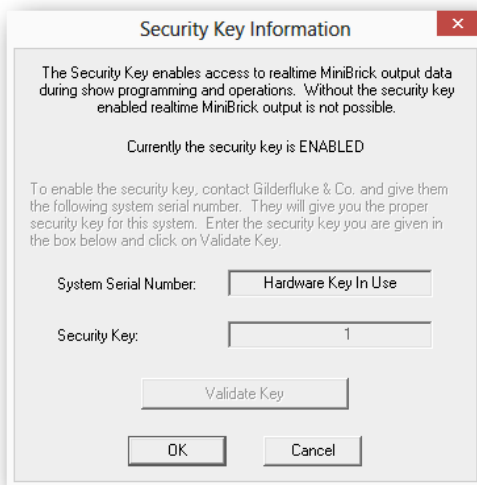 Security Key Information
x
The Security Key enables access to realtime MiniBrick output data
during show programming and operations. Without the security key
enabled realtime MiniBrick output is not possible.
Currently the security key is ENABLED
To enable the security key, contact Gilderfluke & Co. and give them
the following system serial number. They will give you the proper
security key for this system. Enter the security key you are given in
the box below and click on Validate Key.
System Serial Number: Hardware Key In Use
Security Key: 1
Validate Key
OK Cancel